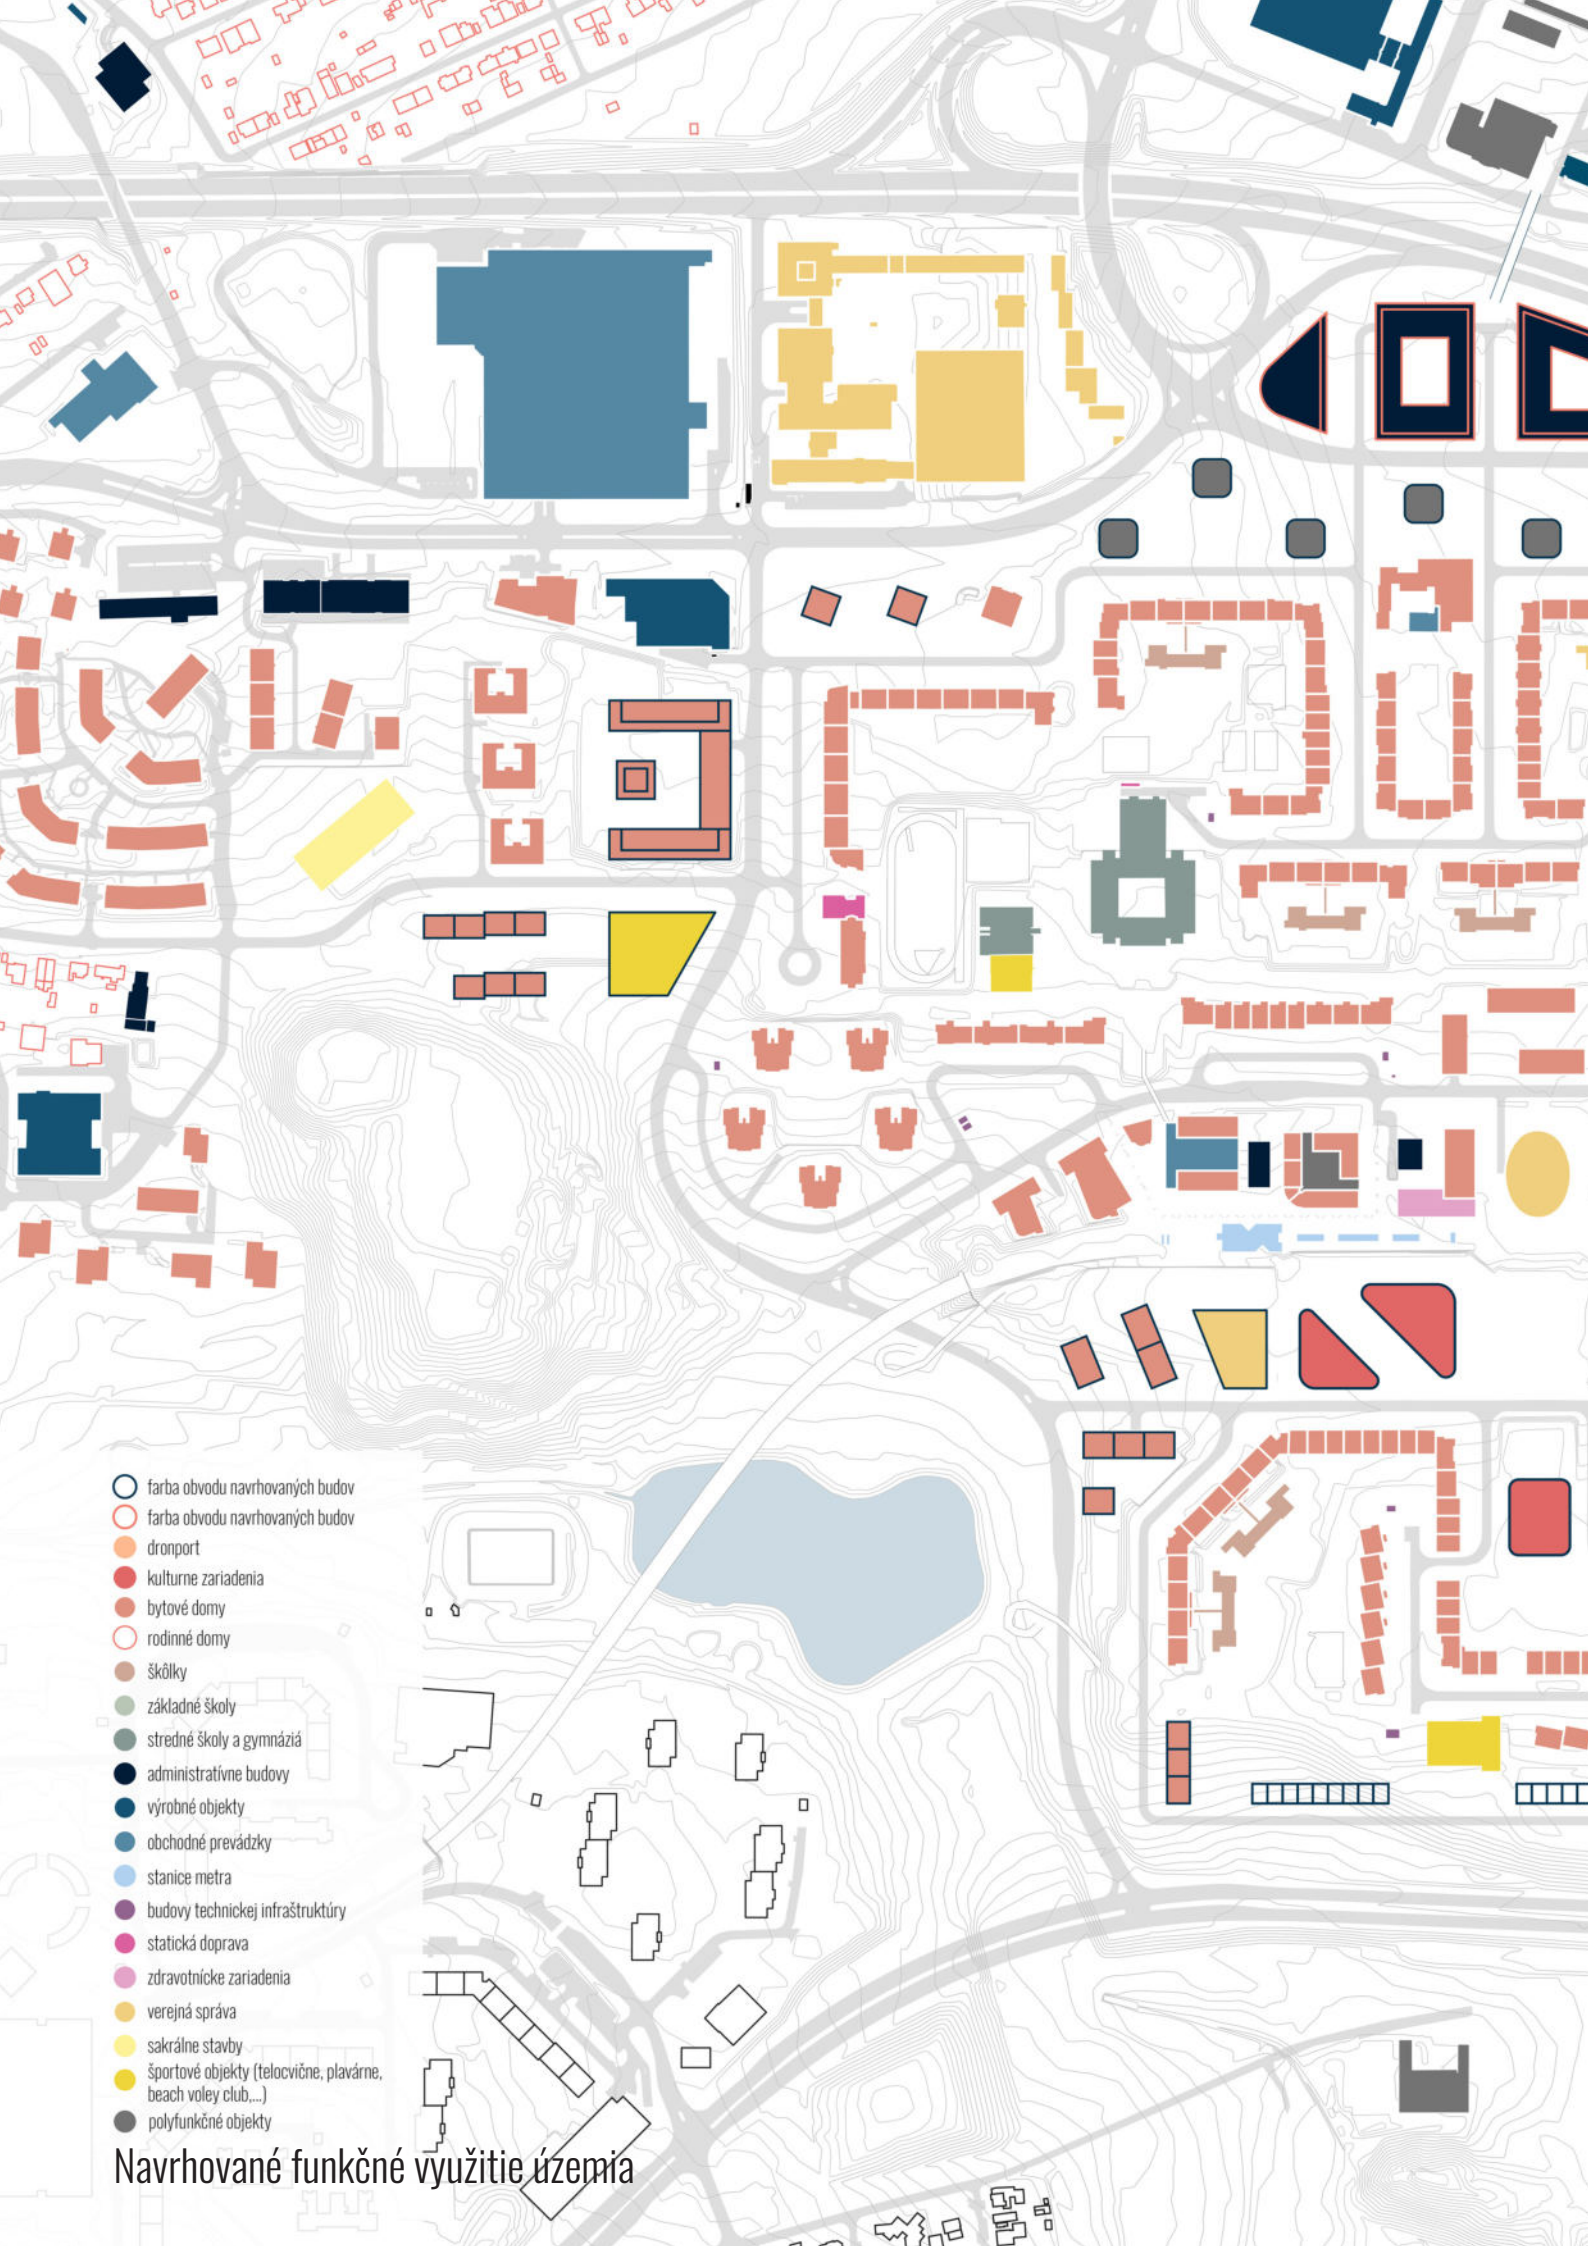 farba obvodu navrhovaných budov
farba obvodu navrhovaných budov
dronport
kulturne zariadenia
bytové domy
rodinné domy
škôlky
základné školy
stredné školy a gymnáziá
administratívne budovy
výrobné objekty
obchodné prevádzky
stanice metra
budovy technickej infraštruktúry
statická doprava
zdravotnícke zariadenia
verejná správa
sakrálne stavby
športové objekty (telocvične, plavárne,
beach voley club,...)
polyfunkčné objekty
Navrhované funkčné využitie územia